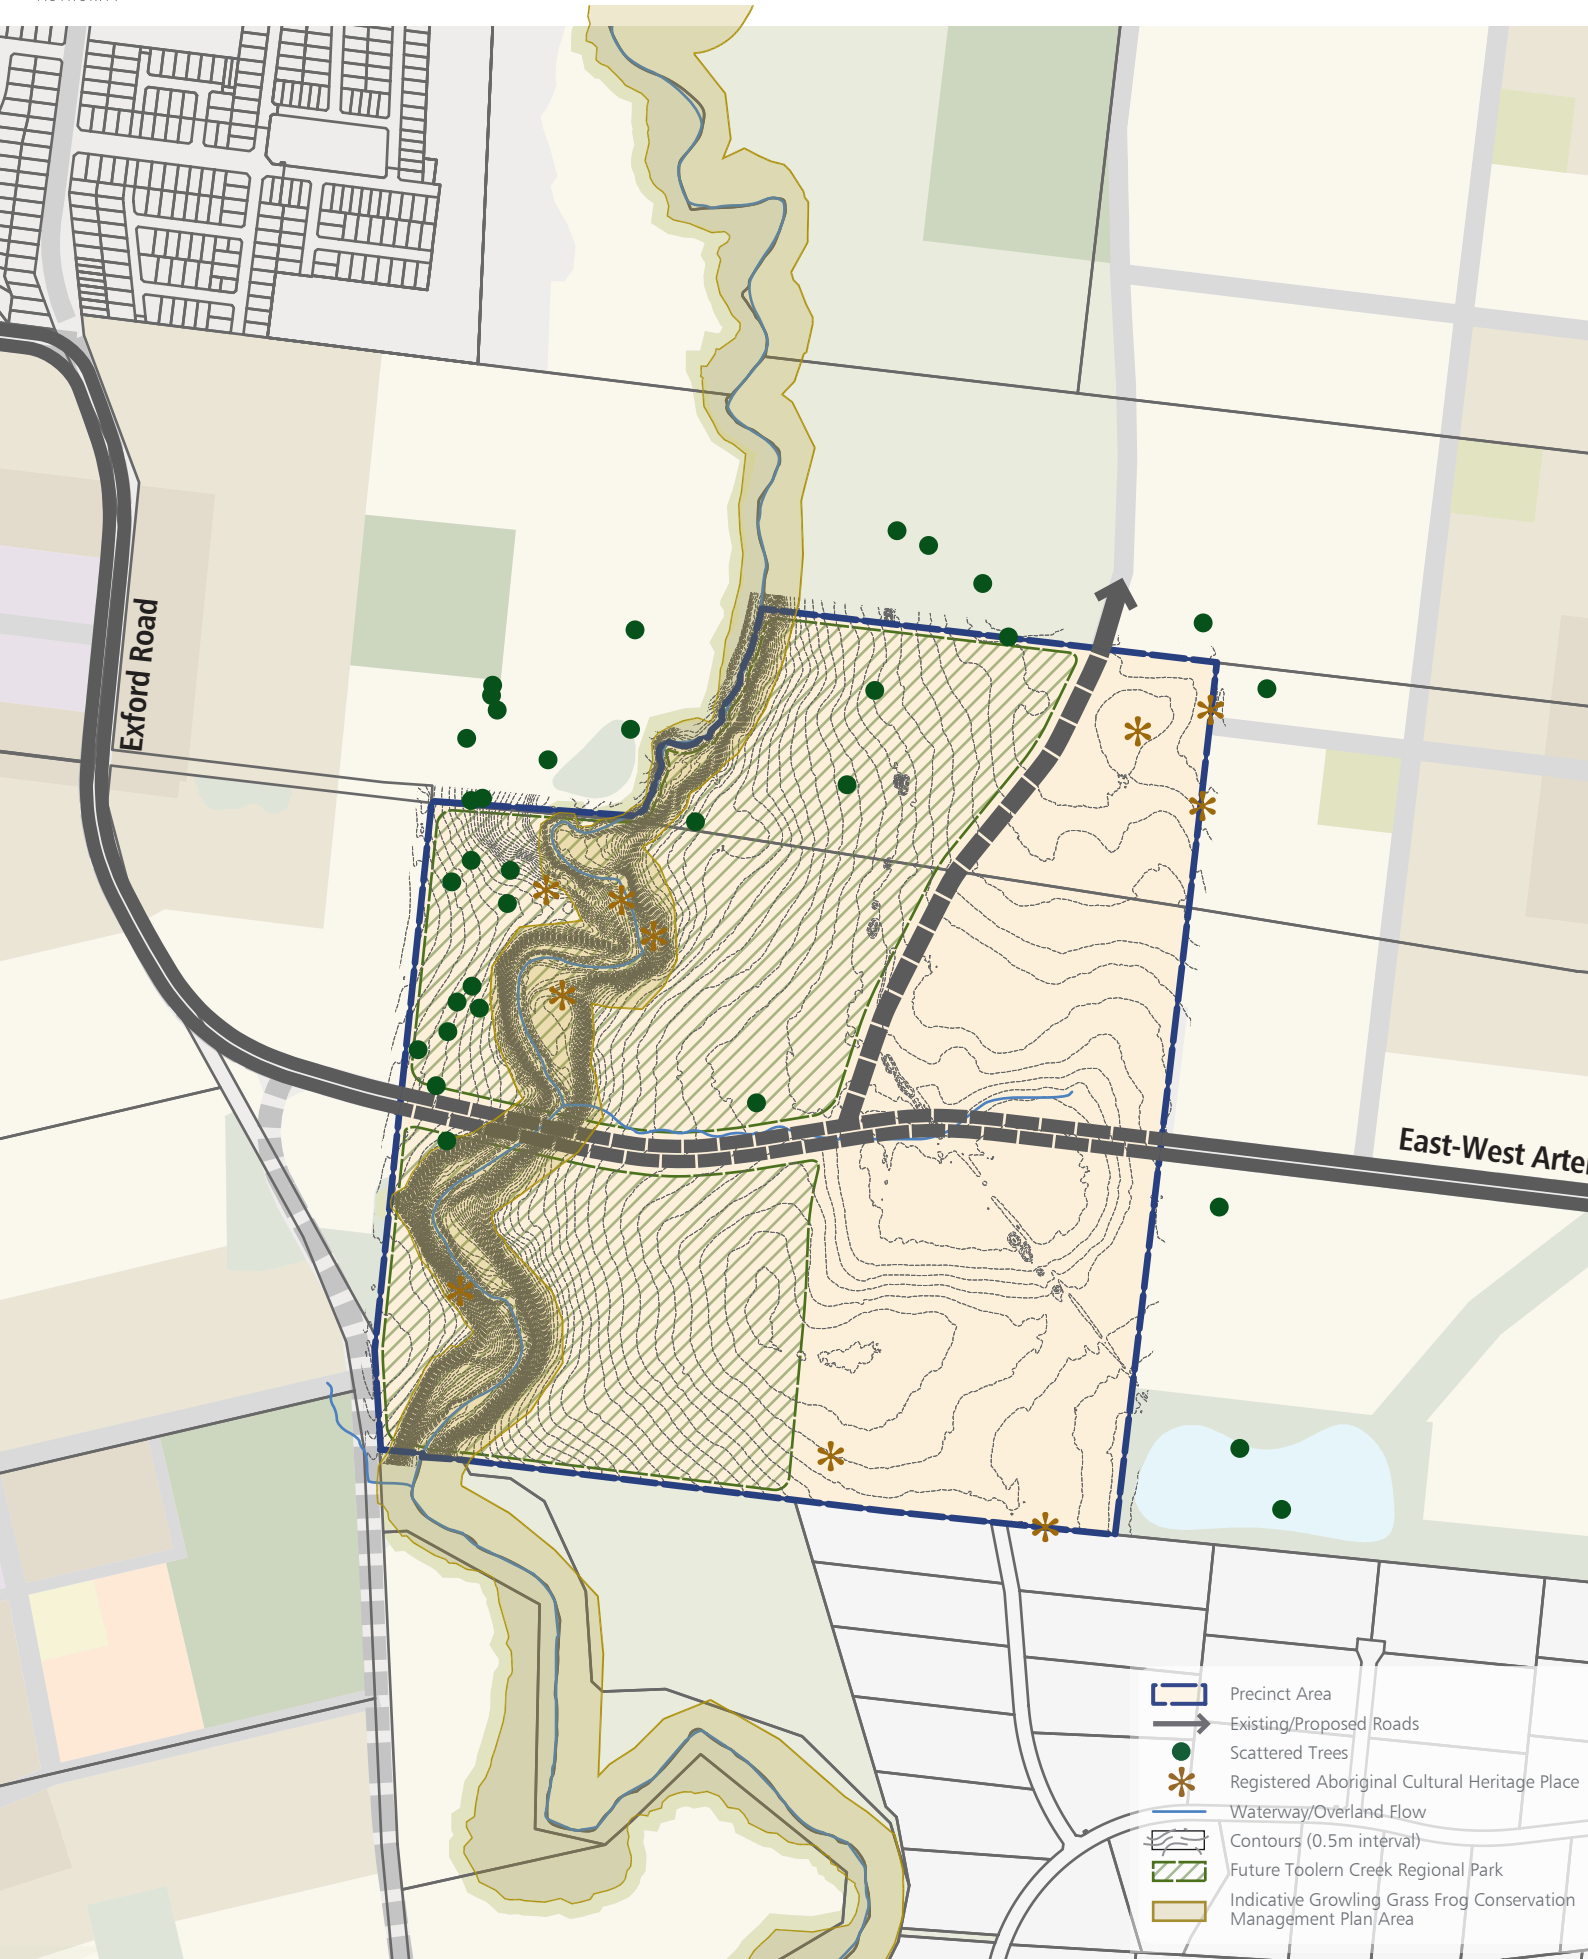 Exford Road
East-West Arte
Precinct Area
Existing/Proposed Roads
Scattered Trees
Registered Aboriginal Cultural Heritage Place
Waterway/Overland Flow
Contours (0.5m interval)
Future Toolern Creek Regional Park
Indicative Growling Grass Frog Conservation
Management Plan Area